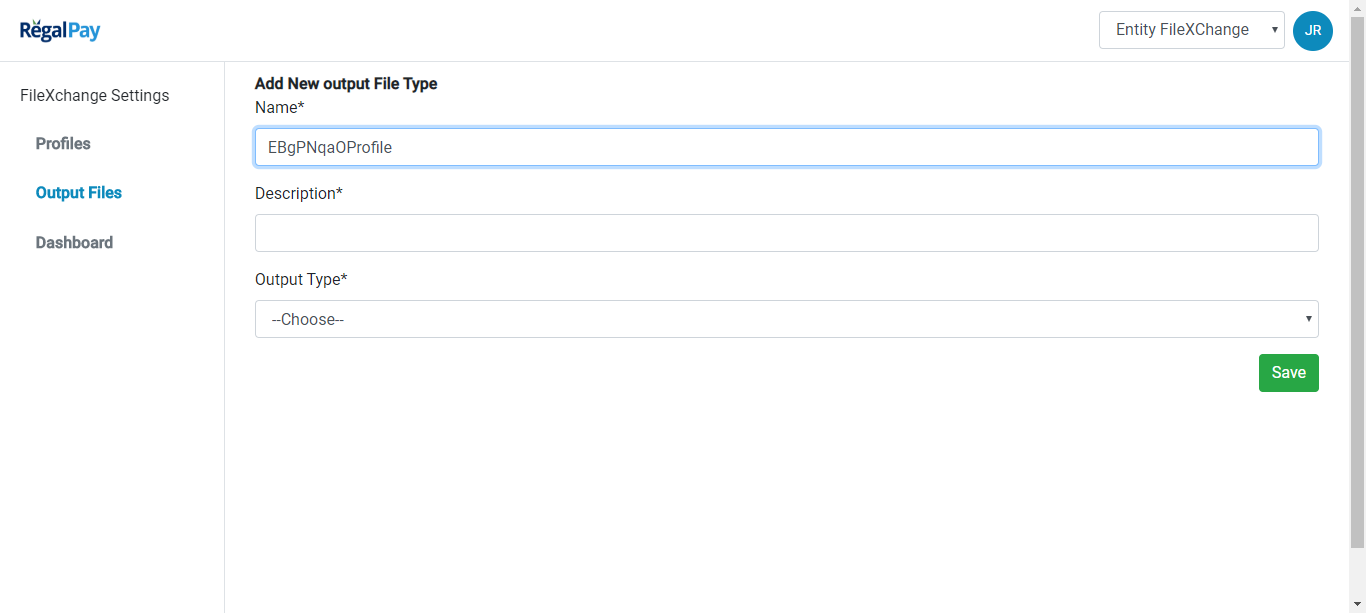 RegalPay
Entity FileXChange
JR
FileXchange Settings
Profiles
Output Files
Dashboard
Add New output File Type
Name*
EBgPNqaOProfile
Description*
Output Type*
--Choose--
Save